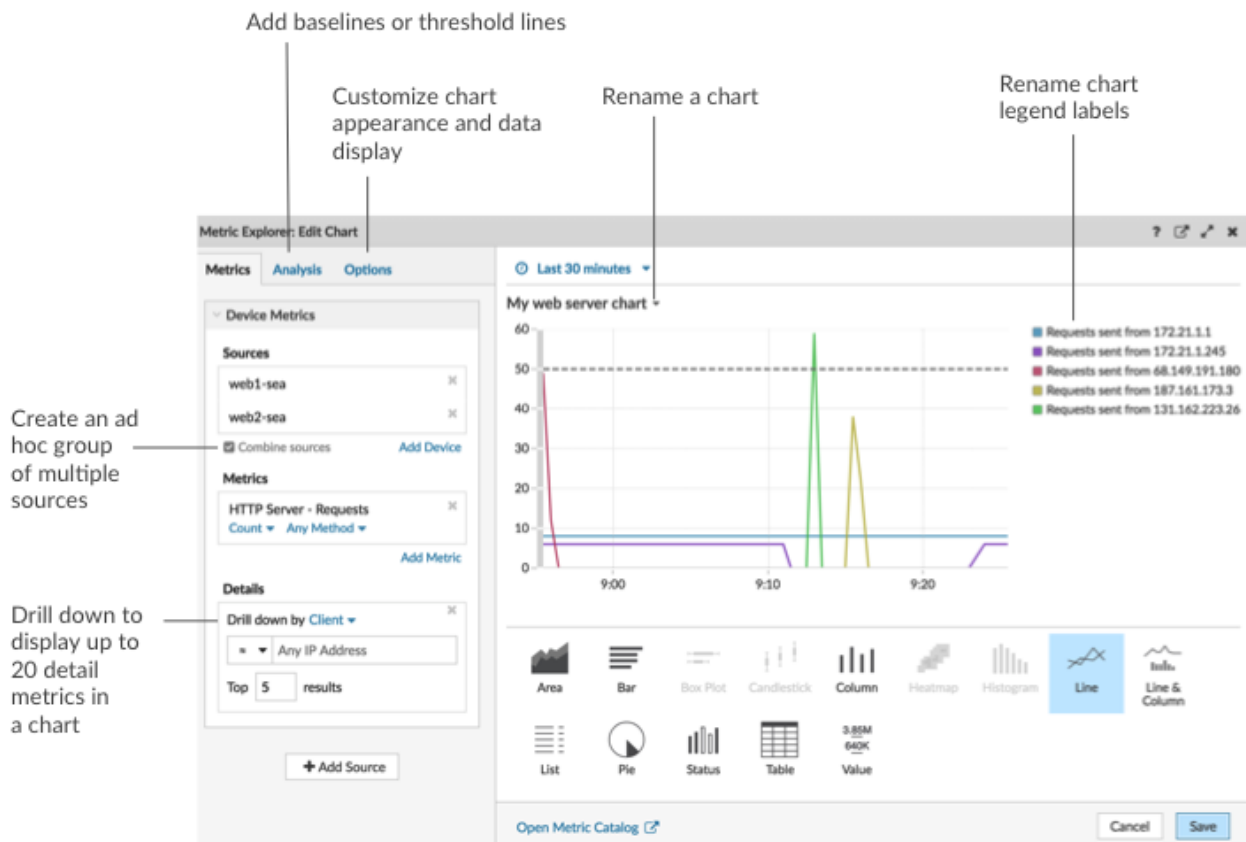 Add baselines or threshold lines
Customize chart
appearance and data
display
Rename a chart
Rename chart
legend labels
Metric Explorer: Edit Chart
?
Metrics
Analysis
Options
Last 30 minutes
Device Metrics
My web server chart
Sources
web1-sea
web2-sea
Combine sources
Add Device
Create an ad
hoc group
of multiple
sources
Metrics
HTTP Server - Requests
Count
Any Method
Add Metric
Details
Drill down by Client
=
Any IP Address
Top 5 results
Drill down to
display up to
20 detail
metrics in
a chart
+ Add Source
60
50
40
30
20
10
0
9:00
9:10
9:20
Requests sent from 172.21.1.1
Requests sent from 172.21.1.245
Requests sent from 68.149.191.180
Requests sent from 187.161.173.3
Requests sent from 131.162.223.26
Area
Bar
Box Plot
Candlestick
Column
Heatmap
Histogram
Line
Line &
Column
List
Pie
Status
Table
3.85M
640K
Value
Open Metric Catalog
Cancel
Save